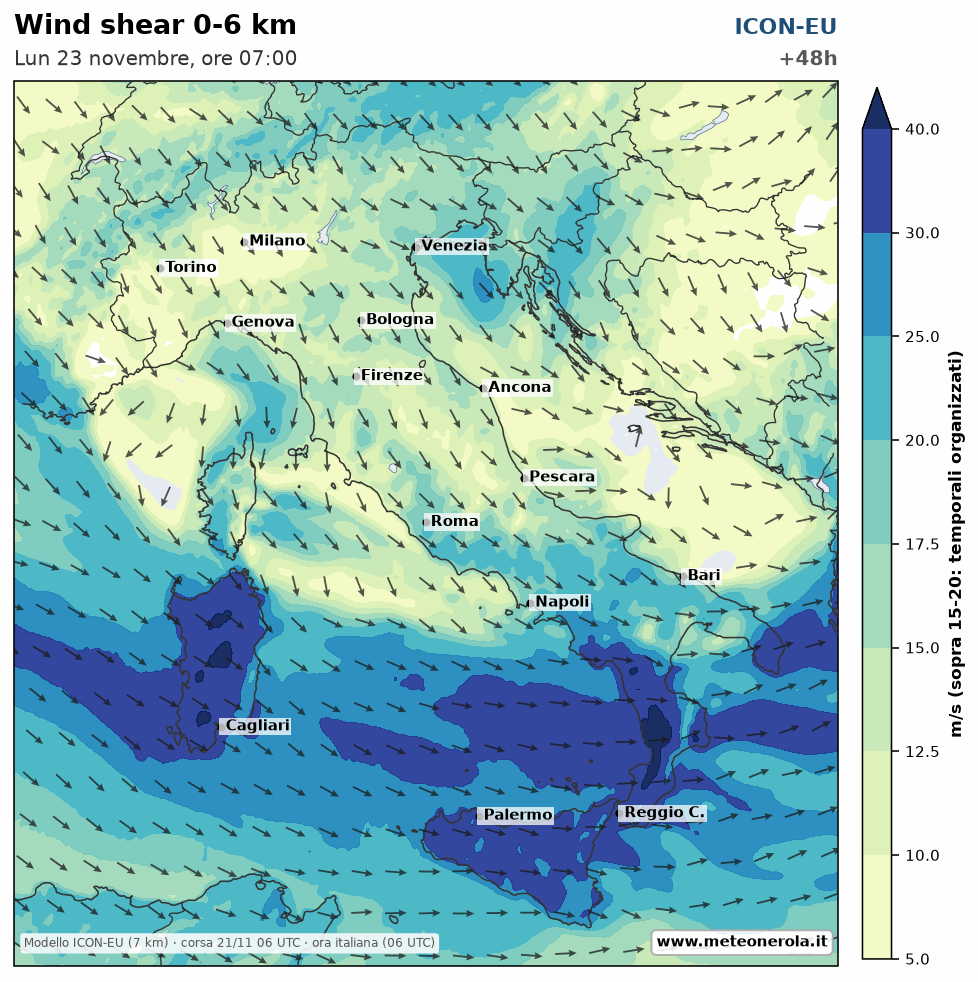 Wind shear 0-6 km
ICON-EU
Lun 23 novembre, ore 07:00
+48h
40.0
30.0
25.0
20.0
17.5
15.0
12.5
10.0
5.0
m/s (sopra 15-20: temporali organizzati)
Milano
Venezia
Torino
Genova
Bologna
Firenze
Ancona
Pescara
Roma
Bari
Napoli
Cagliari
Palermo
Reggio C.
Modello ICON-EU (7 km) · corsa 21/11 06 UTC · ora italiana (06 UTC)
www.meteonerola.it